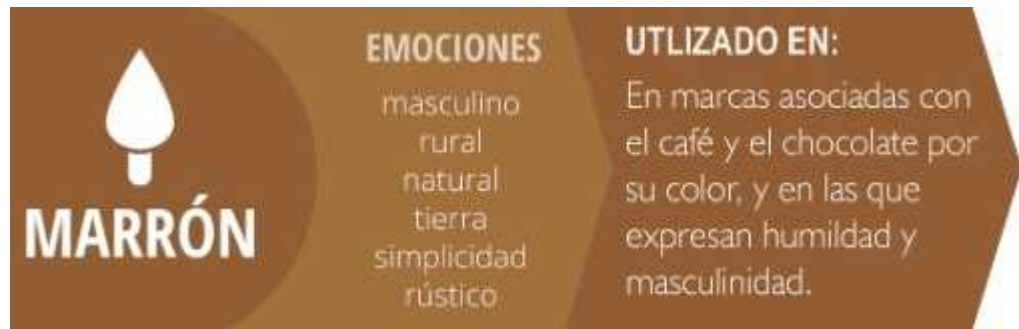 MARRÓN
EMOCIONES
masculino
rural
natural
tierra
simplicidad
rústico
UTLIZADO EN:
En marcas asociadas con
el café y el chocolate por
su color, y en las que
expresan humildad y
masculinidad.